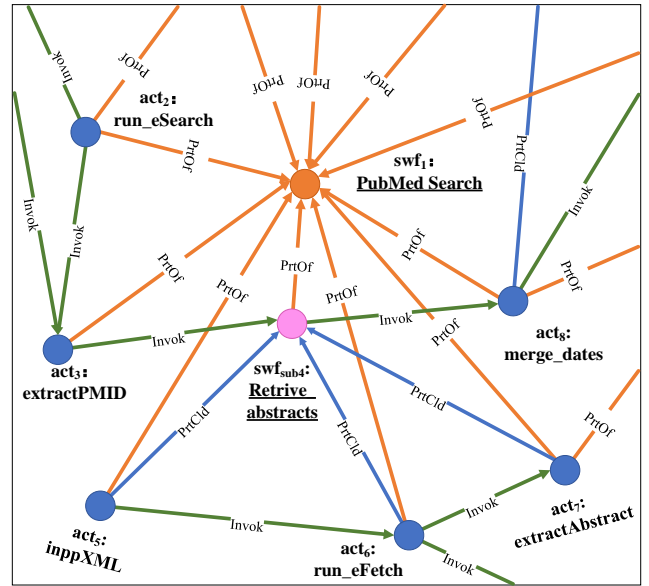 Invok
PrtOf
PrtOf
PrtOf
PrtOf
PrtOf
act2:
run_eSearch
PrtOf
swf1:
PubMed Search
PrtCld
Invok
Invok
Invok
PrtOf
PrtOf
PrtOf
PrtOf
PrtOf
PrtOf
Invok
Invok
PrtOf
act8:
merge_dates
act3:
extractPMID
swfsub4:
Retrive_
abstracts
PrtCld
PrtCld
PrtCld
PrtOf
act5:
inppXML
Invok
act6:
run_eFetch
Invok
Invok
act7:
extractAbstract